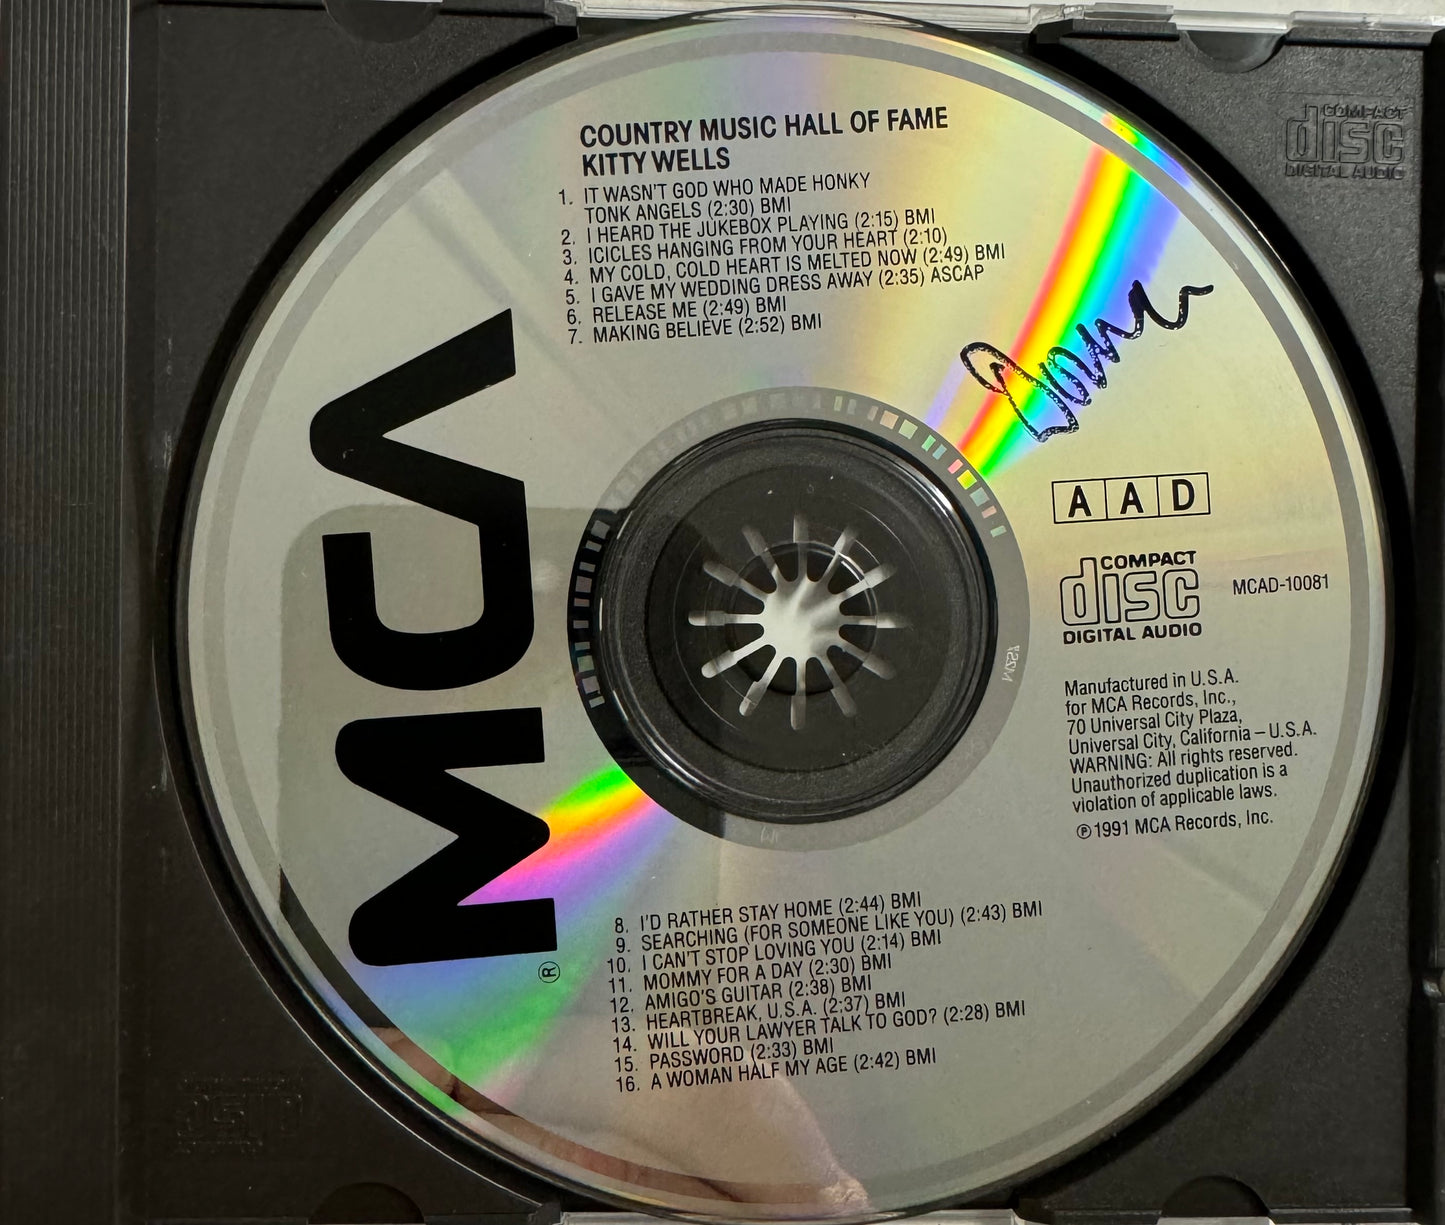 COUNTRY MUSIC HALL OF FAME
KITTY WELLS
1. IT WASN'T GOD WHO MADE HONKY
TONK ANGELS (2:30) BMI
2. I HEARD THE JUKEBOX PLAYING (2:15) BMI
3. ICICLES HANGING FROM YOUR HEART (2:10)
4. MY COLD, COLD HEART IS MELTED NOW (2:49) BMI
5. I GAVE MY WEDDING DRESS AWAY (2:35) ASCAP
6. RELEASE ME (2:49) BMI
7. MAKING BELIEVE (2:52) BMI
COMPACT
disc
DIGITAL AUDIO
MCA
®
A A D
COMPACT
disc
DIGITAL AUDIO
MCAD-10081
Manufactured in U.S.A.
for MCA Records, Inc.,
70 Universal City Plaza,
Universal City, California – U.S.A.
WARNING: All rights reserved.
Unauthorized duplication is a
violation of applicable laws.
℗ 1991 MCA Records, Inc.
8. I'D RATHER STAY HOME (2:44) BMI
9. SEARCHING (FOR SOMEONE LIKE YOU) (2:43) BMI
10. I CAN'T STOP LOVING YOU (2:14) BMI
11. MOMMY FOR A DAY (2:30) BMI
12. AMIGO'S GUITAR (2:38) BMI
13. HEARTBREAK, U.S.A. (2:37) BMI
14. WILL YOUR LAWYER TALK TO GOD? (2:28) BMI
15. PASSWORD (2:33) BMI
16. A WOMAN HALF MY AGE (2:42) BMI